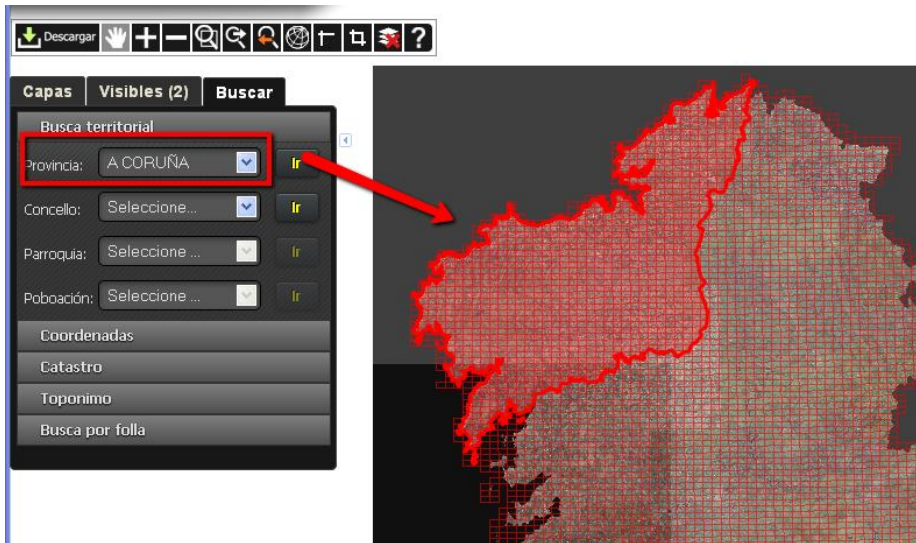 Descargar
Capas Visibles (2) Buscar
Busca territorial
Provincia: A CORUÑA Ir
Concello: Seleccione... Ir
Parroquia: Seleccione ... Ir
Poboación: Seleccione ... Ir
Coordenadas
Catastro
Toponimo
Busca por folla